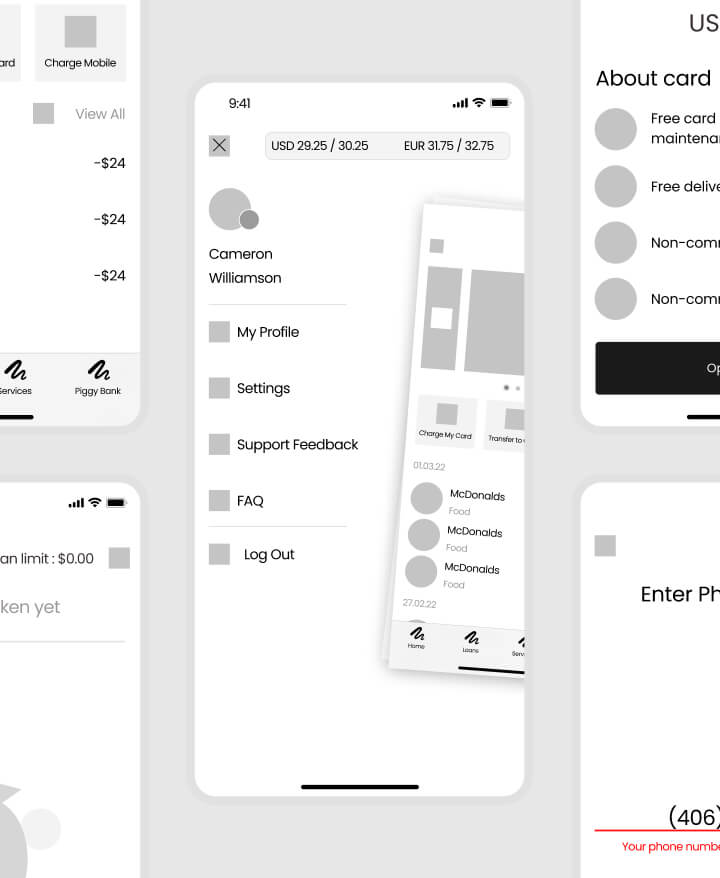 ard
Charge Mobile
View All
-$24
-$24
-$24
Services
Piggy Bank
an limit : $0.00
ken yet
9:41
USD 29.25 / 30.25
EUR 31.75 / 32.75
Cameron
Williamson
My Profile
Settings
Support Feedback
FAQ
Log Out
Charge My Card
Transfer to
01.03.22
McDonalds
Food
McDonalds
Food
McDonalds
Food
27.02.22
Home
Loans
Serv
US
About card
Free card
maintena
Free delive
Non-comm
Non-comm
Op
Enter Ph
(406)
Your phone numbe